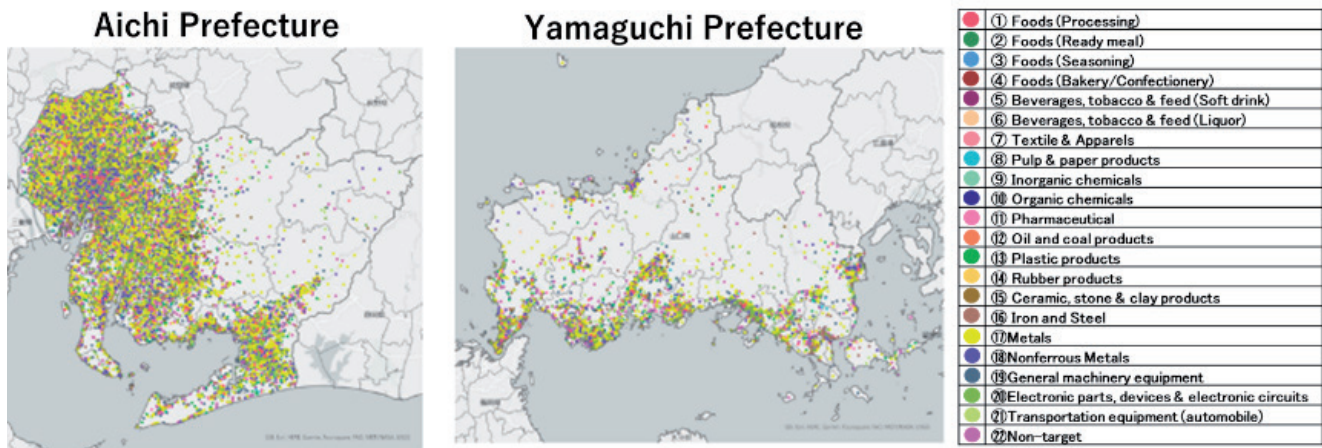 Aichi Prefecture
Yamaguchi Prefecture
① Foods (Processing)
② Foods (Ready meal)
③ Foods (Seasoning)
④ Foods (Bakery/Confectionery)
⑤ Beverages, tobacco & feed (Soft drink)
⑥ Beverages, tobacco & feed (Liquor)
⑦ Textile & Apparels
⑧ Pulp & paper products
⑨ Inorganic chemicals
⑩ Organic chemicals
⑪ Pharmaceutical
⑫ Oil and coal products
⑬ Plastic products
⑭ Rubber products
⑮ Ceramic, stone & clay products
⑯ Iron and Steel
⑰Metals
⑱Nonferrous Metals
⑲General machinery equipment
⑳Electronic parts, devices & electronic circuits
㉑Transportation equipment (automobile)
㉒Non-target